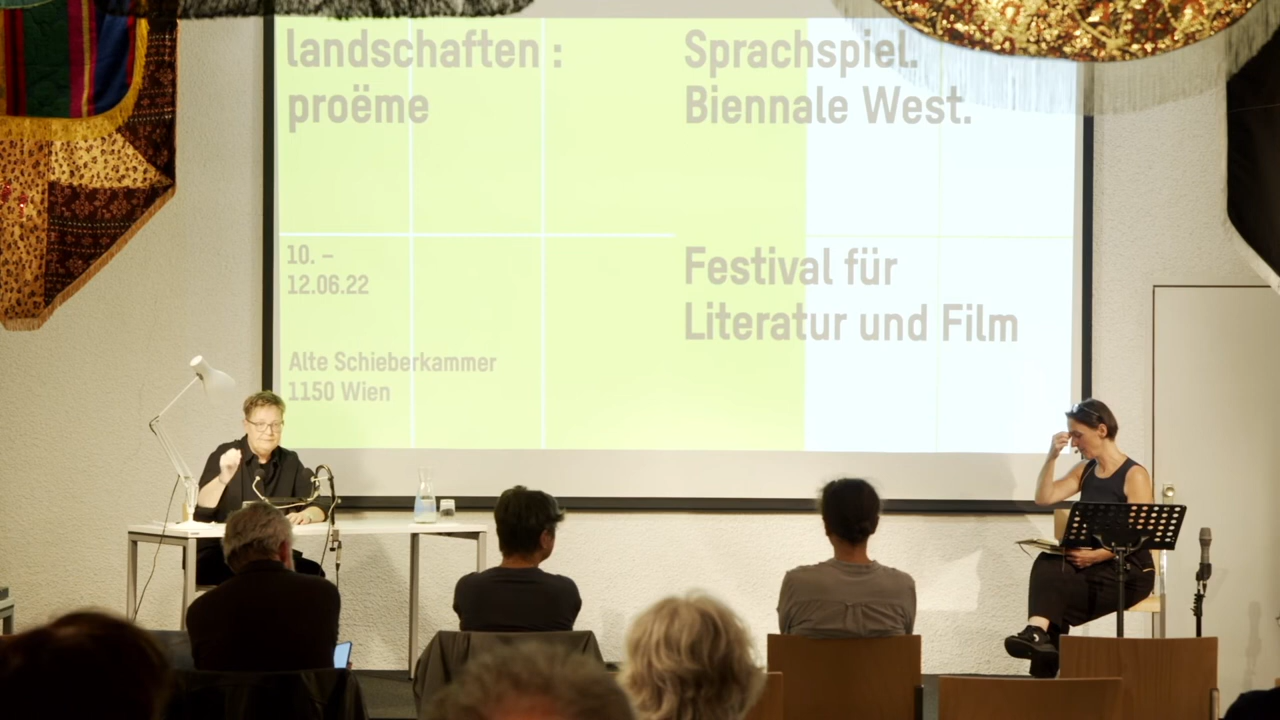 landschaften :
proëme
Sprachspiel.
Biennale West.
10. –
12.06.22
Festival für
Literatur und Film
Alte Schieberkammer
1150 Wien